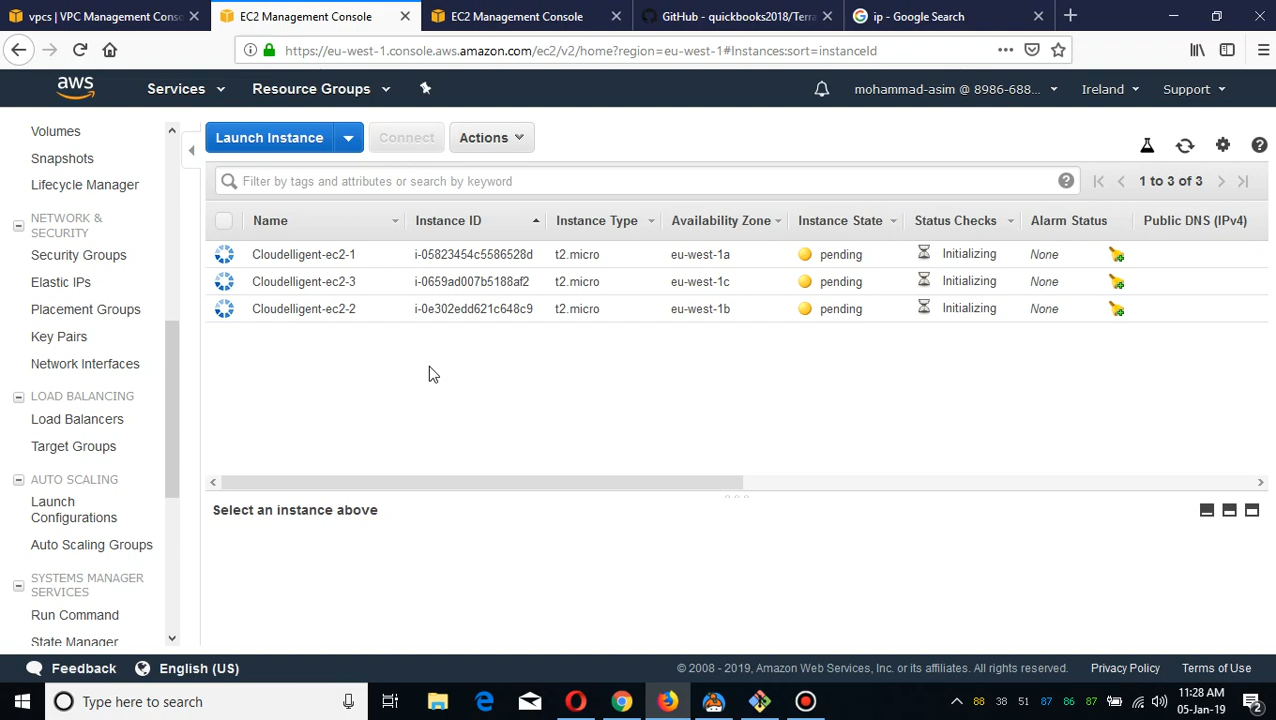 vpcs | VPC Management Conso
EC2 Management Console
EC2 Management Console
GitHub - quickbooks2018/Terra
ip - Google Search
https://eu-west-1.console.aws.amazon.com/ec2/v2/home?region=eu-west-1#Instances:sort=instanceId
aws
Services
Resource Groups
mohammad-asim @ 8986-688...
Ireland
Support
Volumes
Snapshots
Lifecycle Manager
NETWORK &
SECURITY
Security Groups
Elastic IPs
Placement Groups
Key Pairs
Network Interfaces
LOAD BALANCING
Load Balancers
Target Groups
AUTO SCALING
Launch
Configurations
Auto Scaling Groups
SYSTEMS MANAGER
SERVICES
Run Command
State Manager
Launch Instance
Connect
Actions
Filter by tags and attributes or search by keyword
1 to 3 of 3
Name Instance ID Instance Type Availability Zone Instance State Status Checks Alarm Status Public DNS (IPv4)
Cloudelligent-ec2-1 i-05823454c5586528d t2.micro eu-west-1a pending Initializing None
Cloudelligent-ec2-3 i-0659ad007b5188af2 t2.micro eu-west-1c pending Initializing None
Cloudelligent-ec2-2 i-0e302edd621c648c9 t2.micro eu-west-1b pending Initializing None
Select an instance above
Feedback
English (US)
© 2008 - 2019, Amazon Web Services, Inc. or its affiliates. All rights reserved.
Privacy Policy
Terms of Use
Type here to search
88 38 51 87 86 87
11:28 AM
05-Jan-19
2